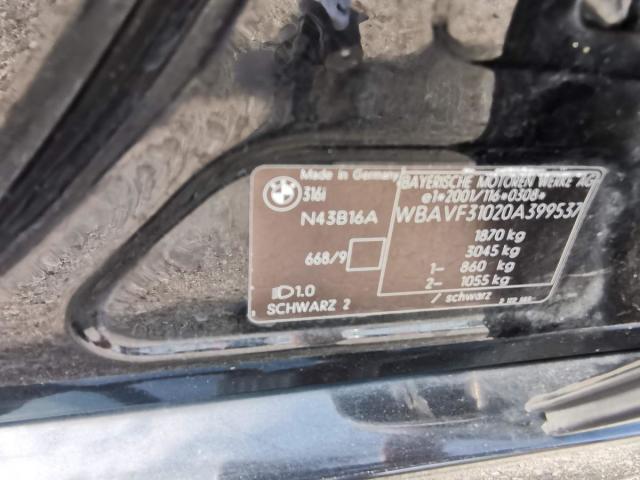 Made in Germany
316i
N43B16A
668/9
1.0
SCHWARZ 2
BAYERISCHE MOTOREN WERKE AG
e1*2001/116*0308*
WBAVF31020A399537
1870 kg
3045 kg
1– 860 kg
2– 1055 kg
/ schwarz